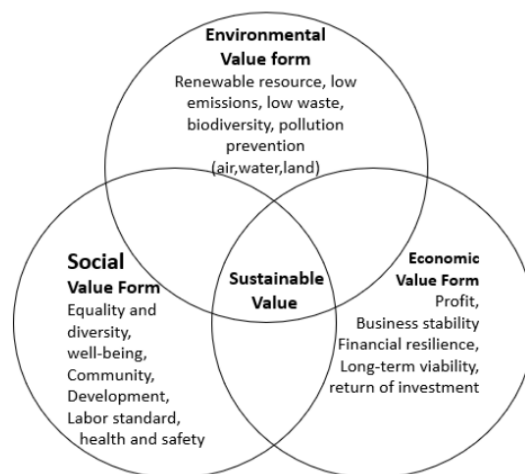 Environmental
Value form
Renewable resource, low
emissions, low waste,
biodiversity, pollution
prevention
(air,water,land)
Social
Value Form
Equality and
diversity,
well-being,
Community,
Development,
Labor standard,
health and safety
Sustainable
Value
Economic
Value Form
Profit,
Business stability
Financial resilience,
Long-term viability,
return of investment